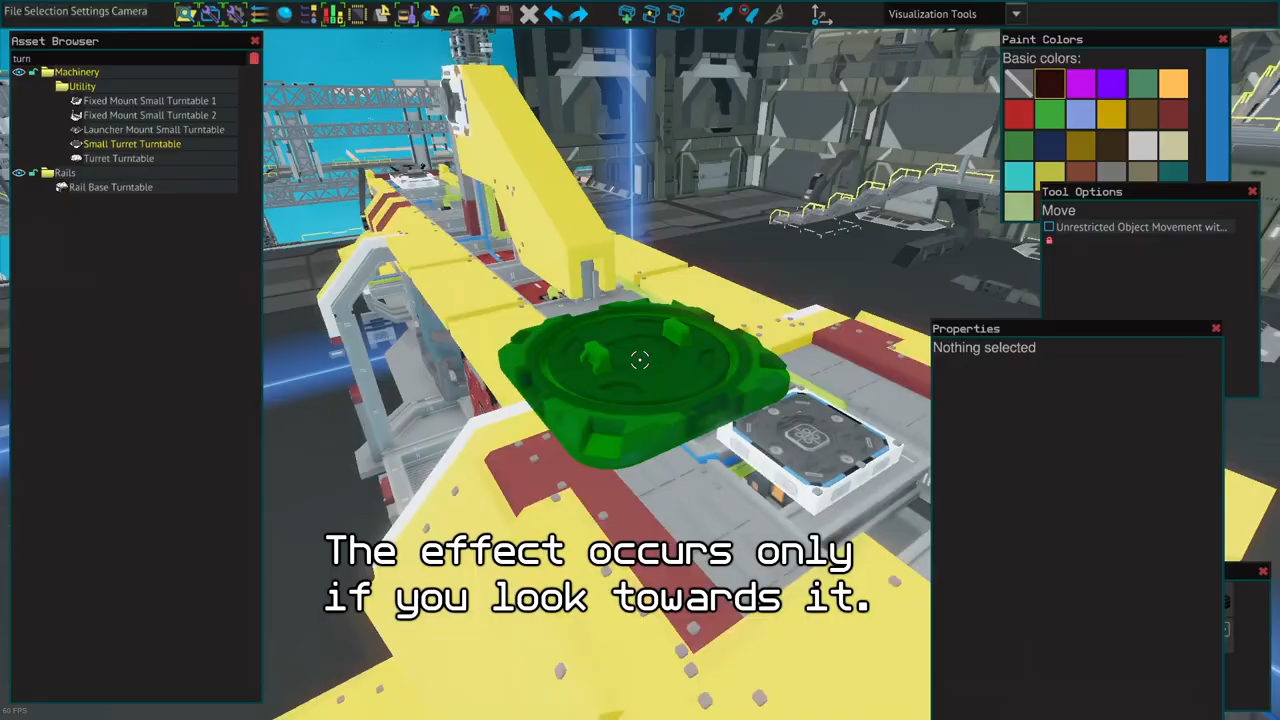 File Selection Settings Camera
Visualization Tools
Asset Browser
turn
Machinery
Utility
Fixed Mount Small Turntable 1
Fixed Mount Small Turntable 2
Launcher Mount Small Turntable
Small Turret Turntable
Turret Turntable
Rails
Rail Base Turntable
Paint Colors
Basic colors:
Tool Options
Move
Unrestricted Object Movement wit...
Properties
Nothing selected
The effect occurs only
if you look towards it.
60 FPS